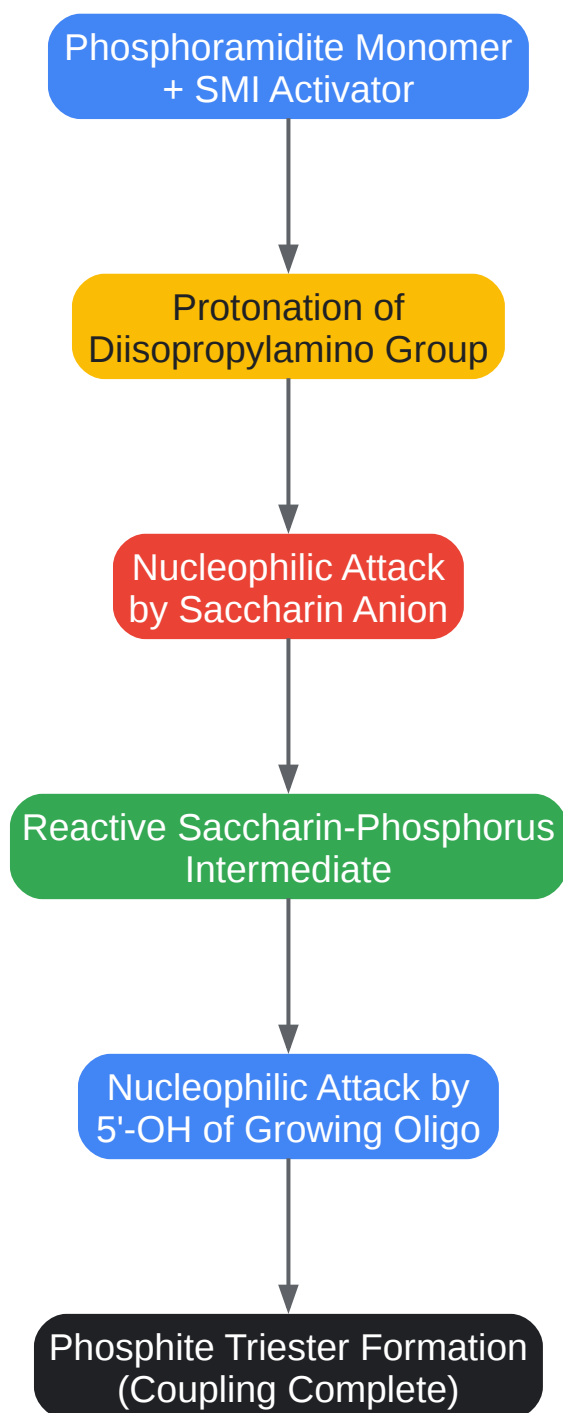 Phosphoramidite Monomer
+ SMI Activator
Protonation of
Diisopropylamino Group
Nucleophilic Attack
by Saccharin Anion
Reactive Saccharin-Phosphorus
Intermediate
Nucleophilic Attack by
5'-OH of Growing Oligo
Phosphite Triester Formation
(Coupling Complete)